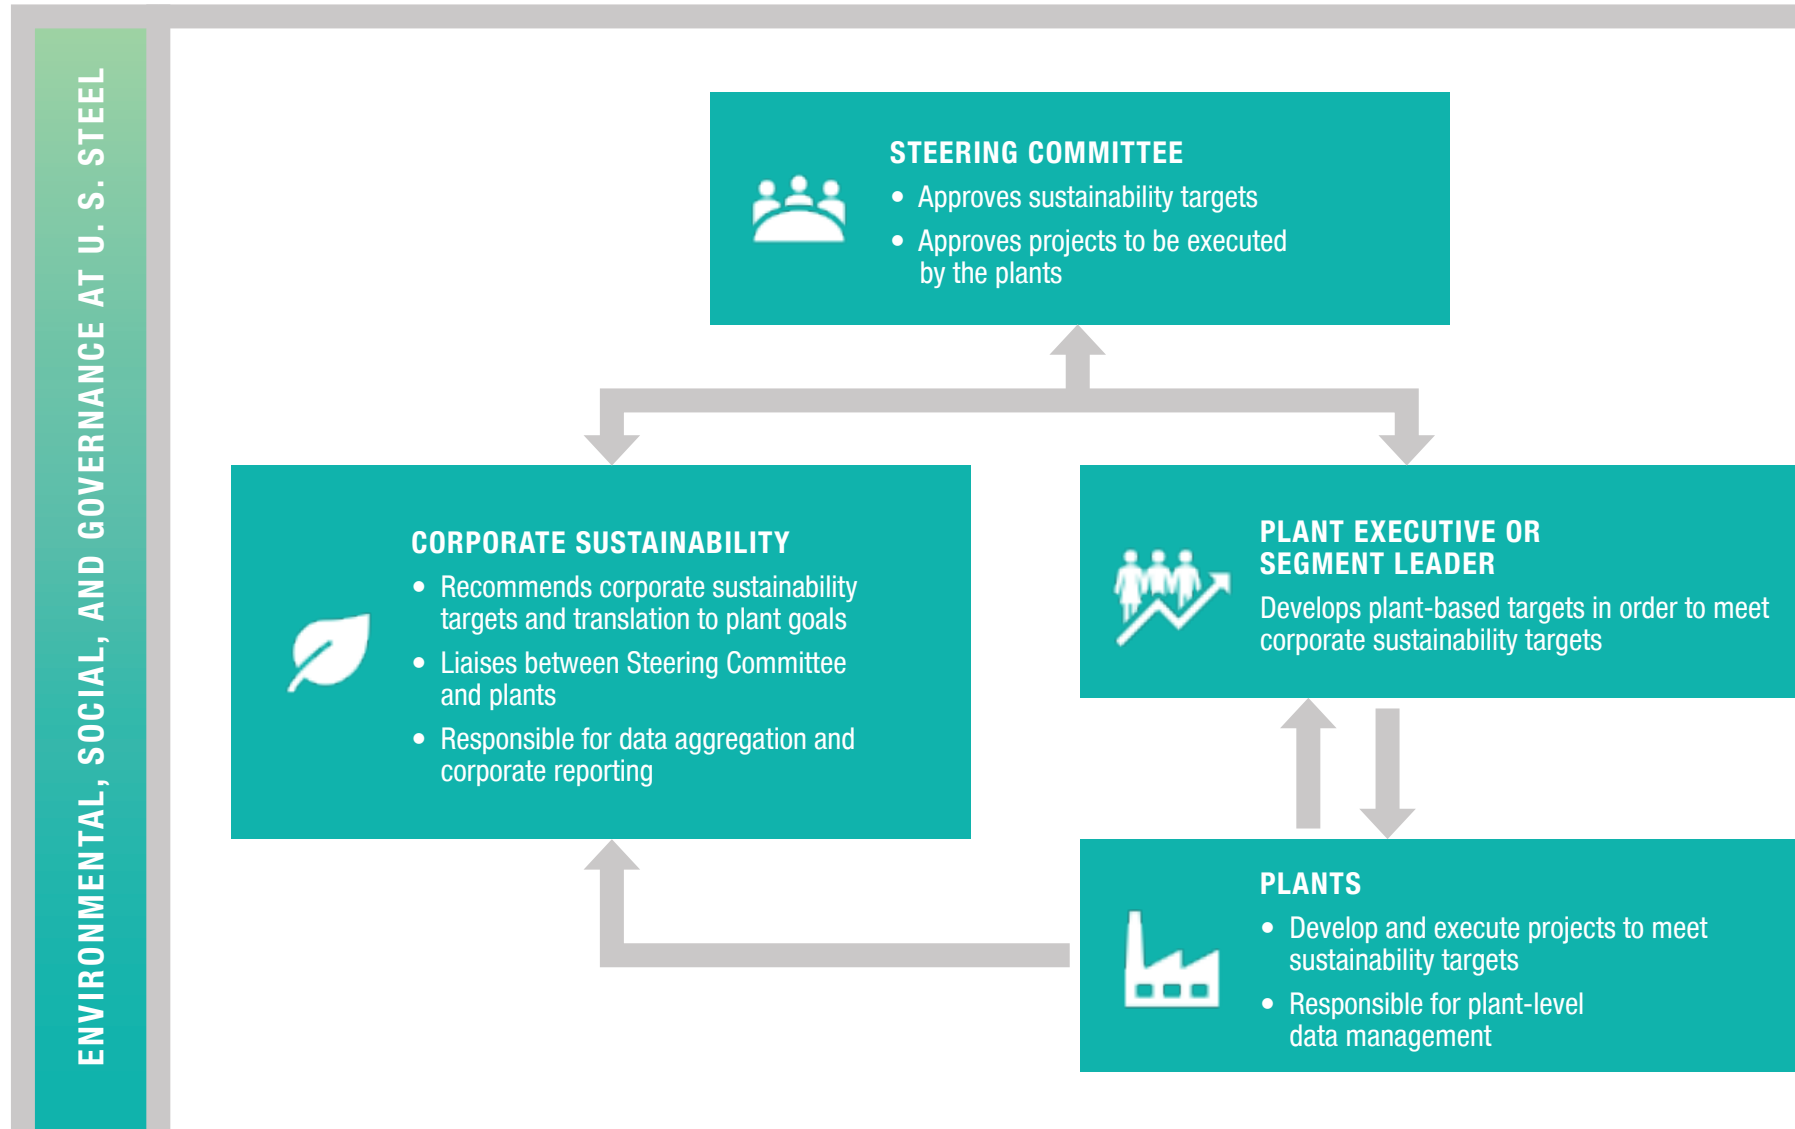 ENVIRONMENTAL, SOCIAL, AND GOVERNANCE AT U. S. STEEL
STEERING COMMITTEE
• Approves sustainability targets
• Approves projects to be executed
by the plants
CORPORATE SUSTAINABILITY
• Recommends corporate sustainability
targets and translation to plant goals
• Liaises between Steering Committee
and plants
• Responsible for data aggregation and
corporate reporting
PLANT EXECUTIVE OR
SEGMENT LEADER
Develops plant-based targets in order to meet
corporate sustainability targets
PLANTS
• Develop and execute projects to meet
sustainability targets
• Responsible for plant-level
data management